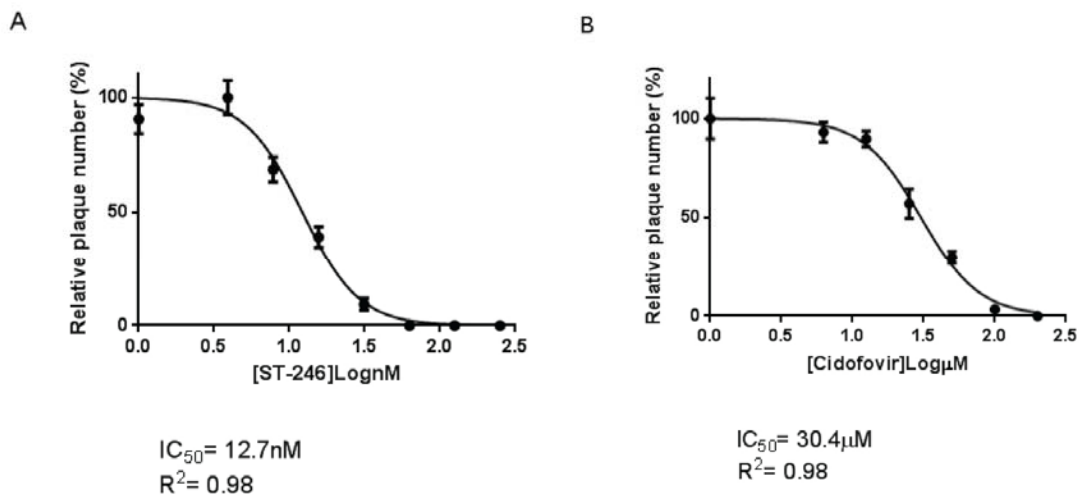 A
Relative plaque number (%)
100
50
0
0.0 0.5 1.0 1.5 2.0 2.5
[ST-246]LognM
IC50= 12.7nM
R2= 0.98
B
Relative plaque number (%)
100
50
0
0.0 0.5 1.0 1.5 2.0 2.5
[Cidofovir]LogμM
IC50= 30.4μM
R2= 0.98